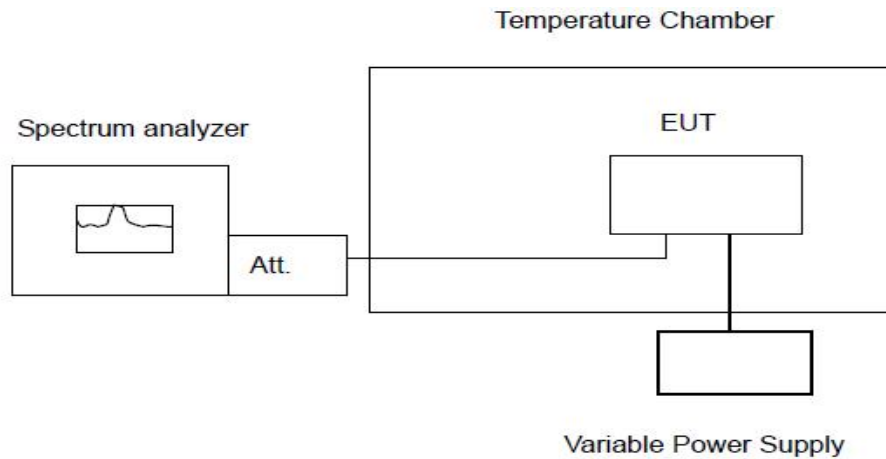 Temperature Chamber
Spectrum analyzer
EUT
Att.
Variable Power Supply